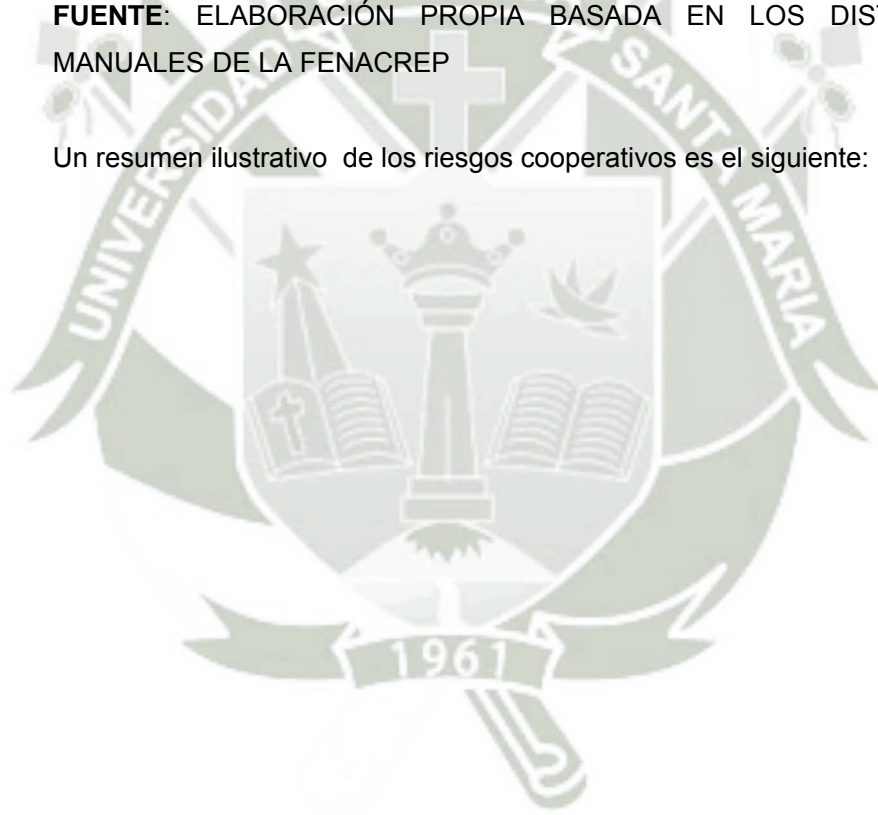 FUENTE: ELABORACIÓN PROPIA BASADA EN LOS
MANUALES DE LA FENACREP
Un resumen ilustrativo de los riesgos cooperativos es el siguiente:
UNIVERSIDAD
SANTA MARIA
1961